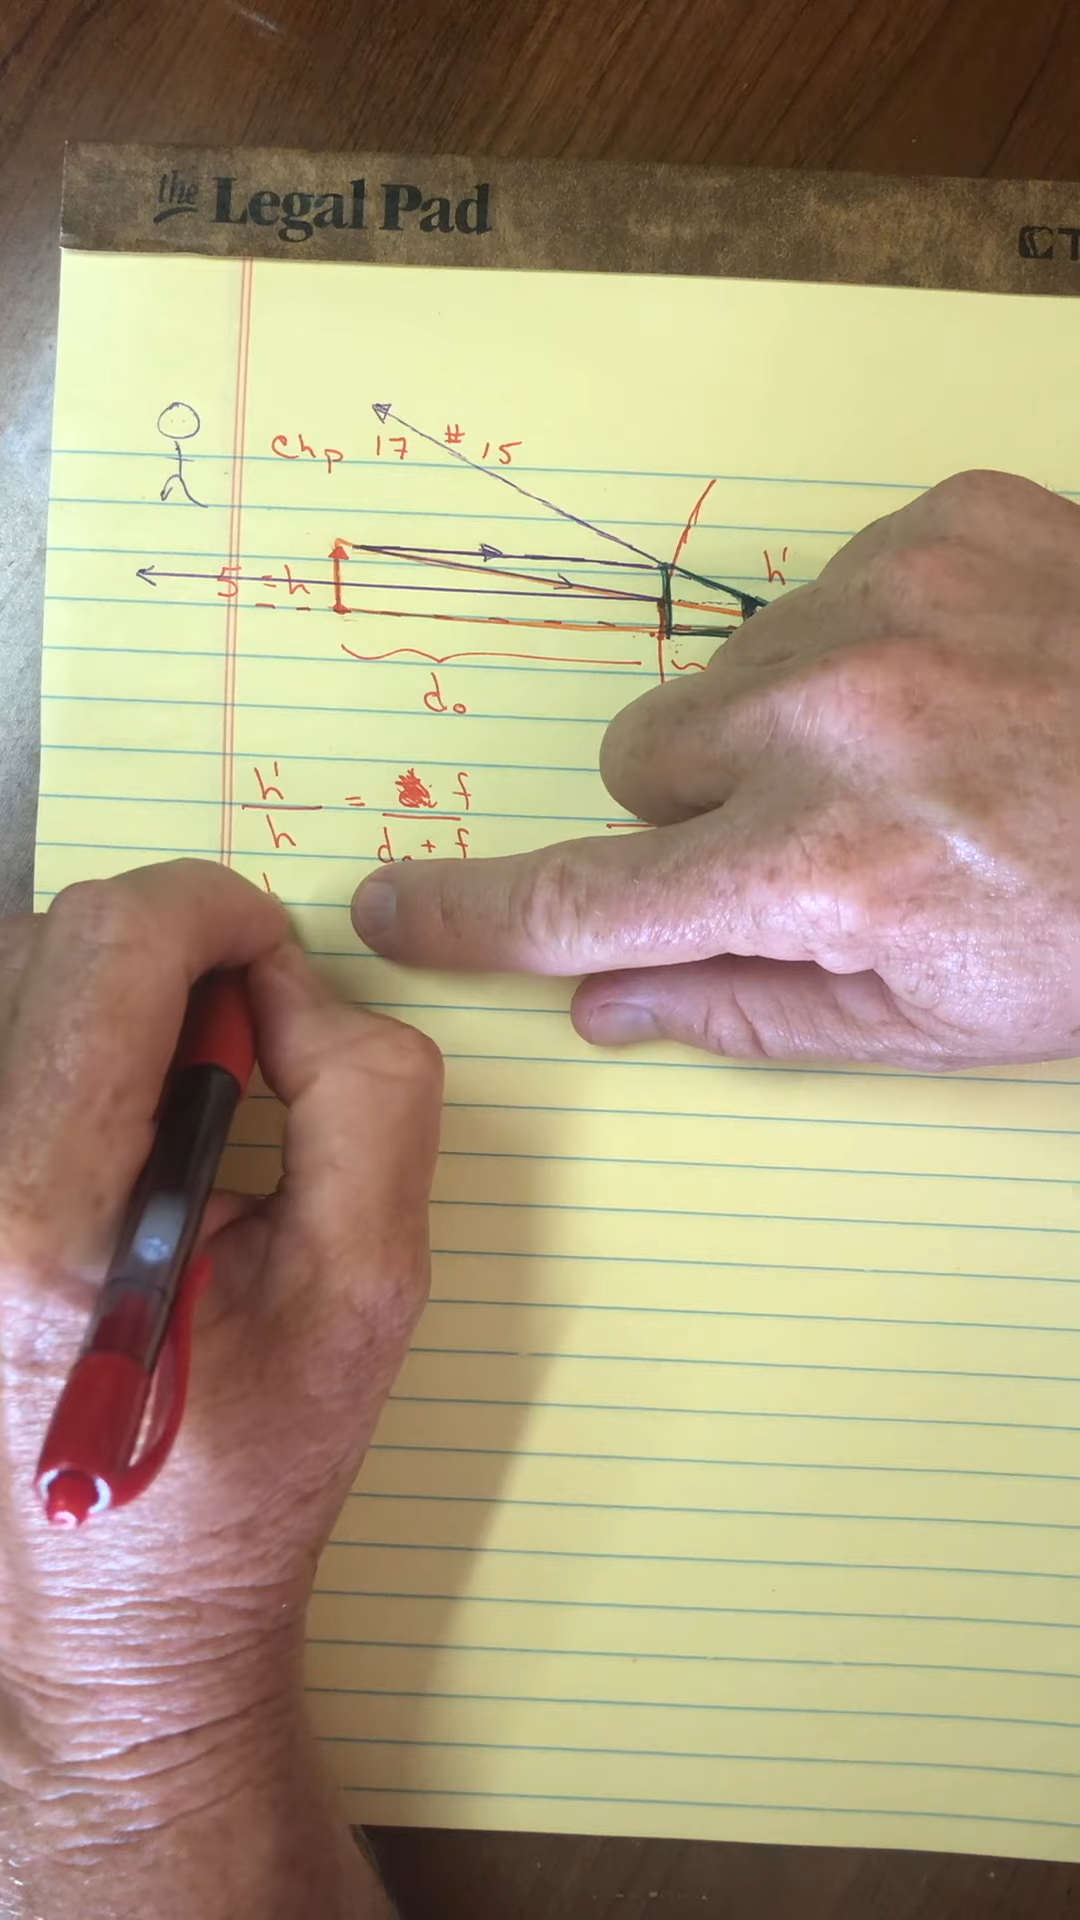 the Legal Pad
Chp 17 # 15
h'
5 = h
d₀
h' / h = f / d₀ + f
h